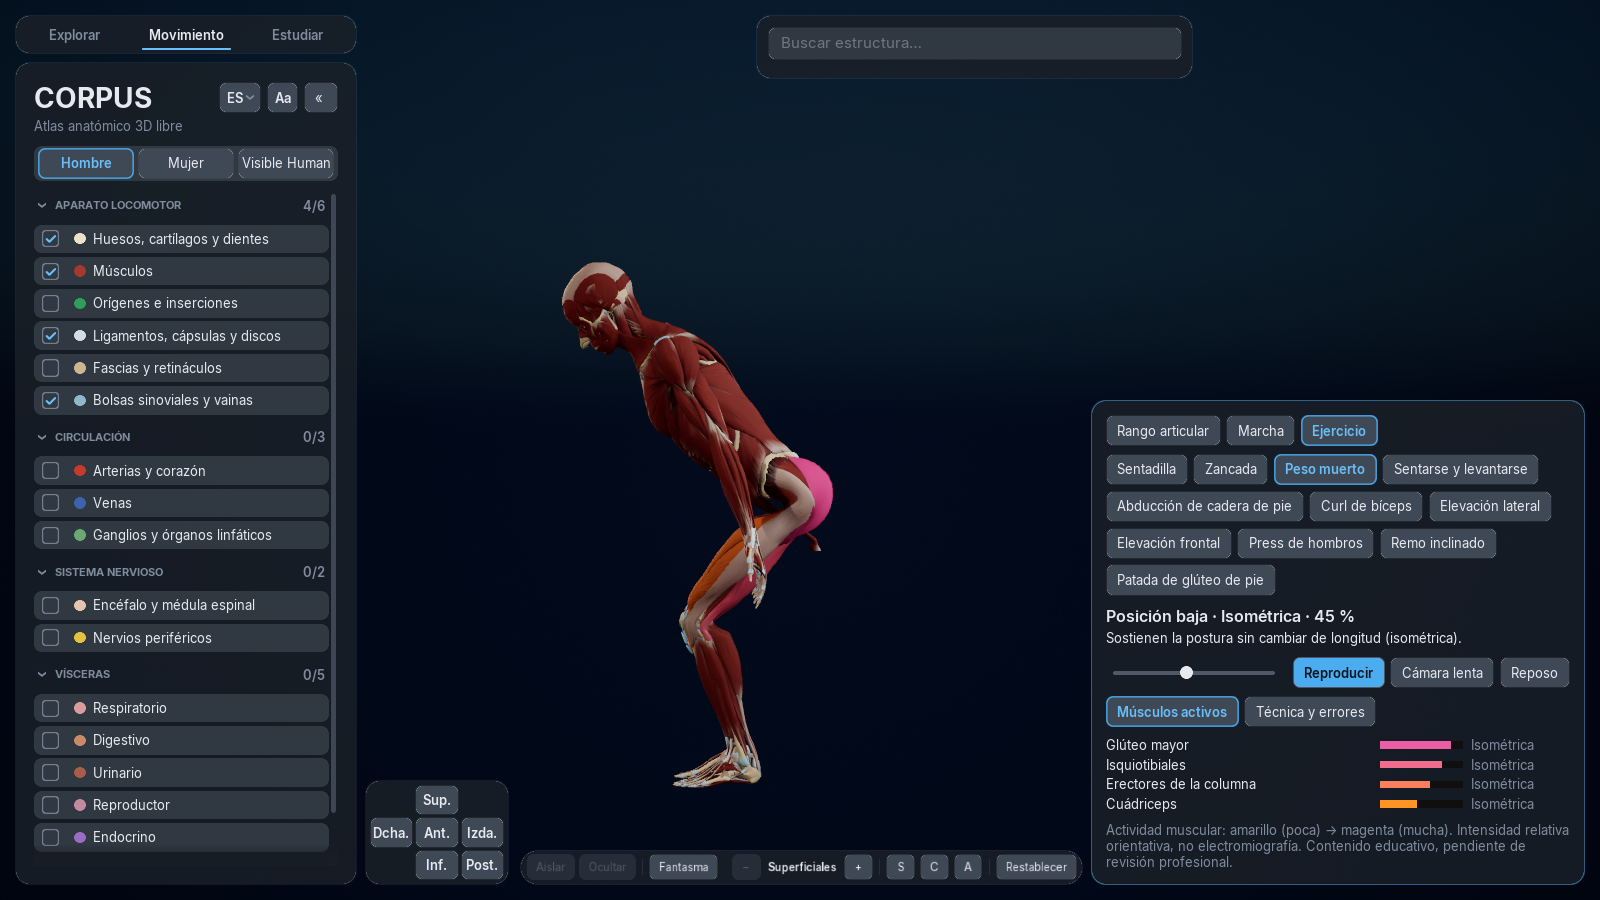 Explorar Movimiento Estudiar
Buscar estructura...
CORPUS ES Aa «
Atlas anatómico 3D libre
Hombre Mujer Visible Human
APARATO LOCOMOTOR 4/6
Huesos, cartílagos y dientes
Músculos
Orígenes e inserciones
Ligamentos, cápsulas y discos
Fascias y retináculos
Bolsas sinoviales y vainas
CIRCULACIÓN 0/3
Arterias y corazón
Venas
Ganglios y órganos linfáticos
SISTEMA NERVIOSO 0/2
Encéfalo y médula espinal
Nervios periféricos
VÍSCERAS 0/5
Respiratorio
Digestivo
Urinario
Reproductor
Endocrino
Sup.
Dcha. Ant. Izda.
Inf. Post.
Aislar Ocultar Fantasma − Superficiales + S C A Restablecer
Rango articular Marcha Ejercicio
Sentadilla Zancada Peso muerto Sentarse y levantarse
Abducción de cadera de pie Curl de bíceps Elevación lateral
Elevación frontal Press de hombros Remo inclinado
Patada de glúteo de pie
Posición baja · Isométrica · 45 %
Sostienen la postura sin cambiar de longitud (isométrica).
Reproducir Cámara lenta Reposo
Músculos activos Técnica y errores
Glúteo mayor Isométrica
Isquiotibiales Isométrica
Erectores de la columna Isométrica
Cuádriceps Isométrica
Actividad muscular: amarillo (poca) → magenta (mucha). Intensidad relativa
orientativa, no electromiografía. Contenido educativo, pendiente de
revisión profesional.